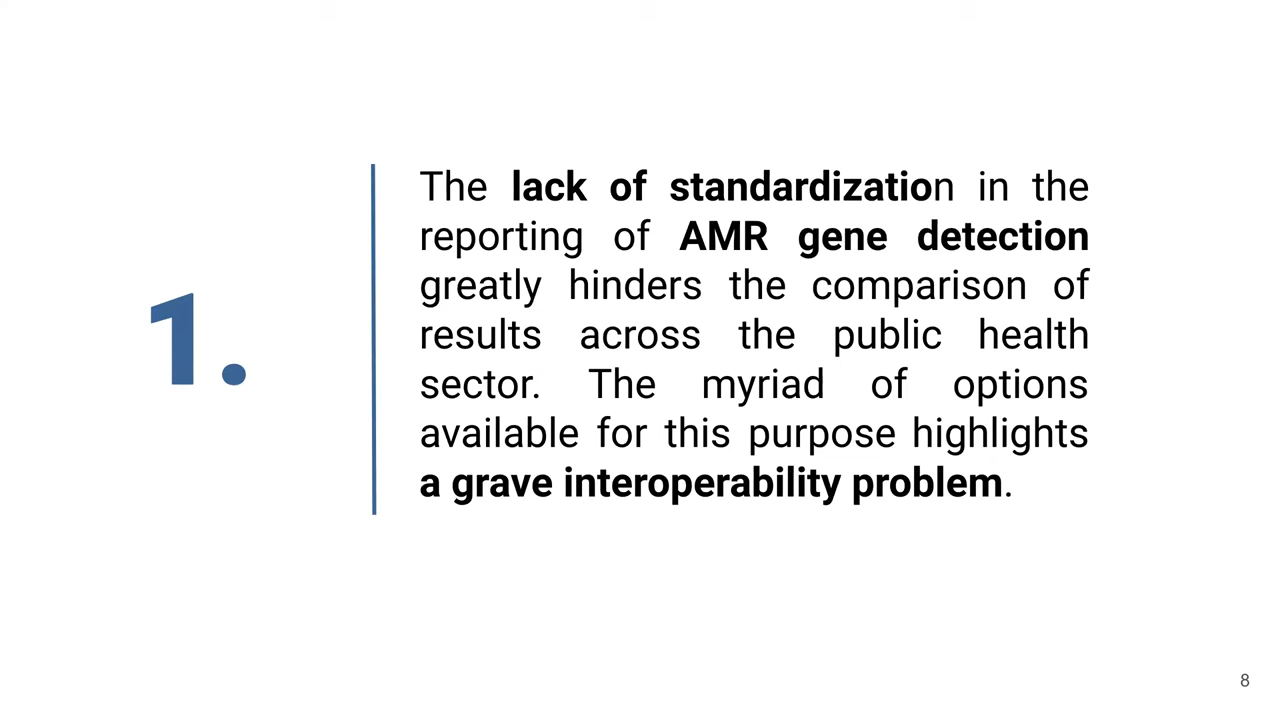 1.
The lack of standardization in the
reporting of AMR gene detection
greatly hinders the comparison of
results across the public health
sector. The myriad of options
available for this purpose highlights
a grave interoperability problem.
8